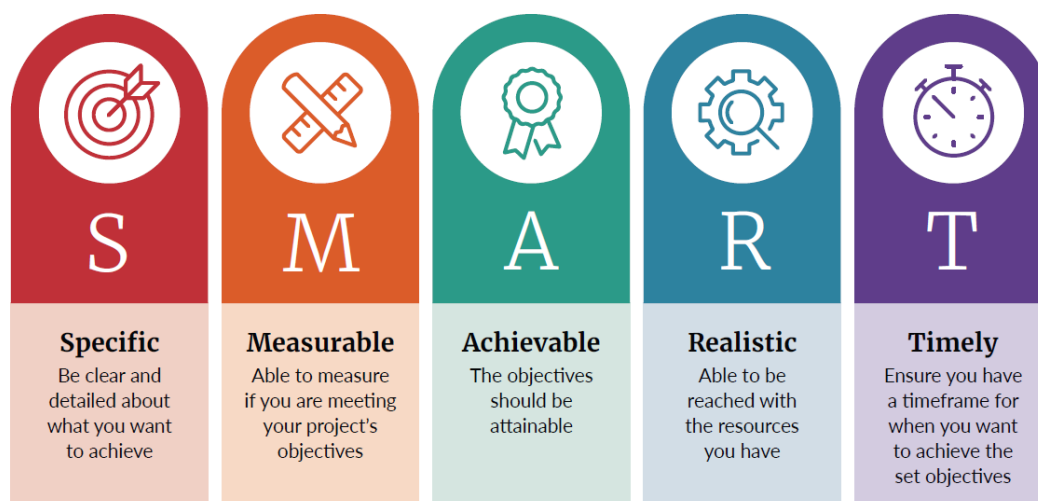 S
M
A
R
T
Specific
Be clear and
detailed about
what you want
to achieve
Measurable
Able to measure
if you are meeting
your project's
objectives
Achievable
The objectives
should be
attainable
Realistic
Able to be
reached with
the resources
you have
Timely
Ensure you have
a timeframe for
when you want
to achieve the
set objectives